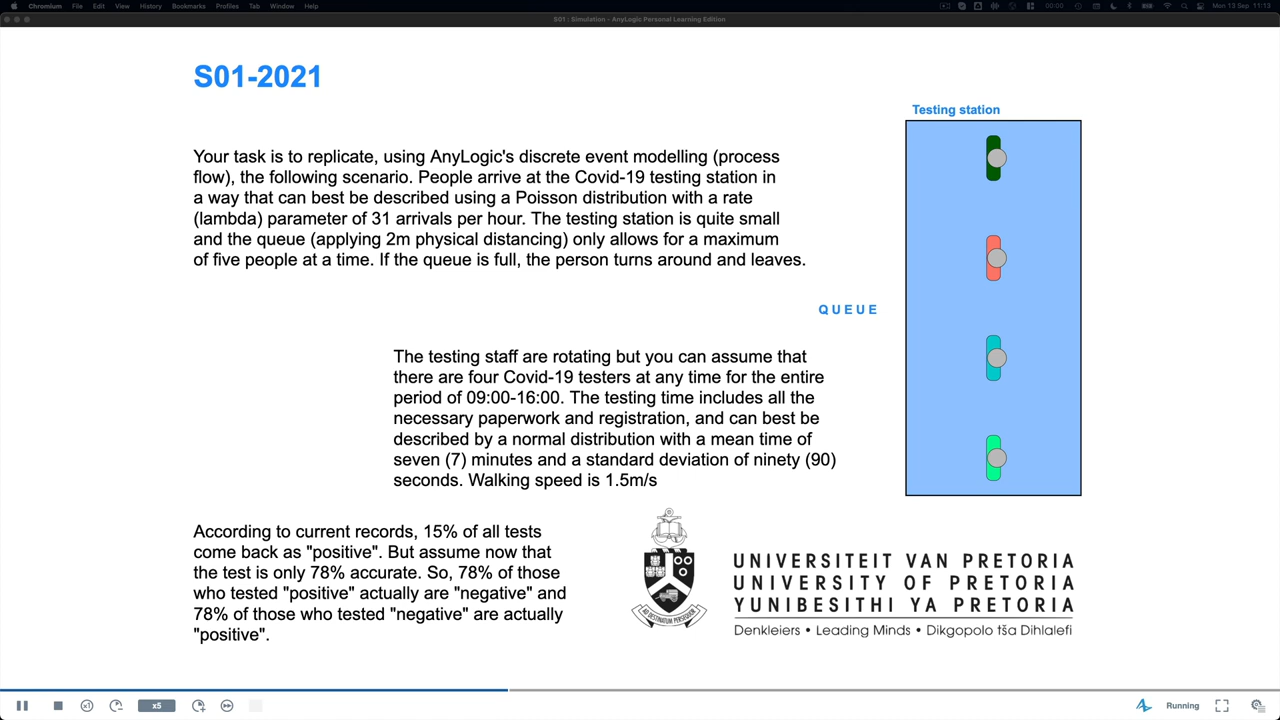 Chromium File Edit View History Bookmarks Profiles Tab Window Help 00:00 Mon 13 Sep 11:13
S01 : Simulation - AnyLogic Personal Learning Edition
S01-2021
Testing station
Your task is to replicate, using AnyLogic's discrete event modelling (process
flow), the following scenario. People arrive at the Covid-19 testing station in
a way that can best be described using a Poisson distribution with a rate
(lambda) parameter of 31 arrivals per hour. The testing station is quite small
and the queue (applying 2m physical distancing) only allows for a maximum
of five people at a time. If the queue is full, the person turns around and leaves.
QUEUE
The testing staff are rotating but you can assume that
there are four Covid-19 testers at any time for the entire
period of 09:00-16:00. The testing time includes all the
necessary paperwork and registration, and can best be
described by a normal distribution with a mean time of
seven (7) minutes and a standard deviation of ninety (90)
seconds. Walking speed is 1.5m/s
According to current records, 15% of all tests
come back as "positive". But assume now that
the test is only 78% accurate. So, 78% of those
who tested "positive" actually are "negative" and
78% of those who tested "negative" are actually
"positive".
UNIVERSITEIT VAN PRETORIA
UNIVERSITY OF PRETORIA
YUNIBESITHI YA PRETORIA
Denkleiers • Leading Minds • Dikgopolo tša Dihlalefi
x1
x5
Running